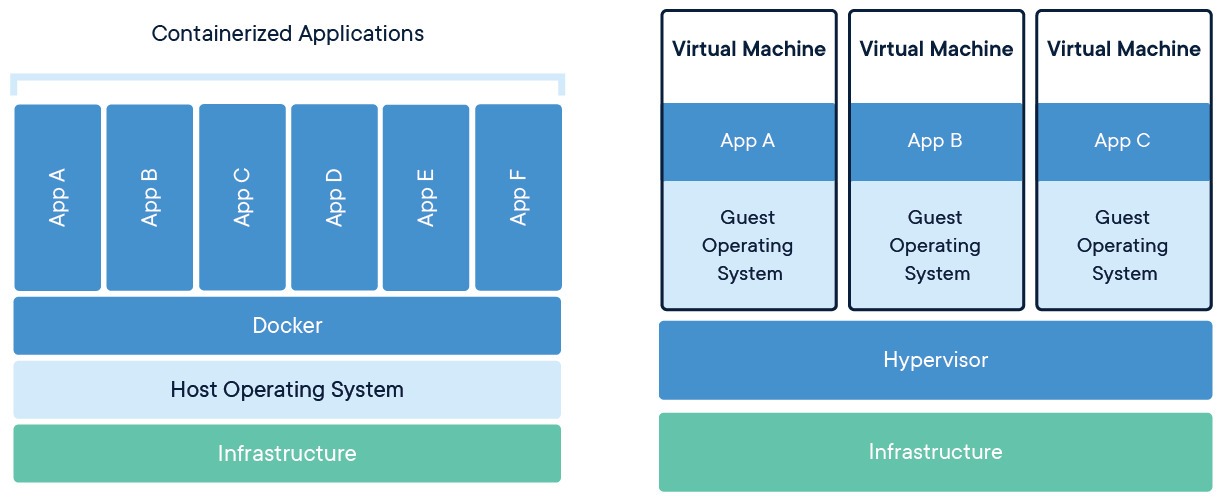 Containerized Applications
App A
App B
App C
App D
App E
App F
Docker
Host Operating System
Infrastructure
Virtual Machine
App A
Guest
Operating
System
Virtual Machine
App B
Guest
Operating
System
Virtual Machine
App C
Guest
Operating
System
Hypervisor
Infrastructure